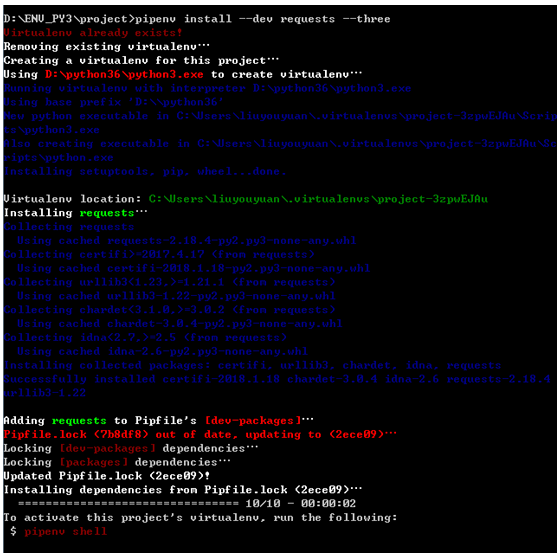 D:\ENV_PY3\project>pipenv install --dev requests --three
Virtualenv already exists!
Removing existing virtualenv…
Creating a virtualenv for this project…
Using D:\python36\python3.exe to create virtualenv…
Running virtualenv with interpreter D:\python36\python3.exe
Using base prefix 'D:\\python36'
New python executable in C:\Users\liuyouyuan\.virtualenvs\project-3zpwEJAu\Scrip
ts\python3.exe
Also creating executable in C:\Users\liuyouyuan\.virtualenvs\project-3zpwEJAu\Sc
ripts\python.exe
Installing setuptools, pip, wheel...done.
Virtualenv location: C:\Users\liuyouyuan\.virtualenvs\project-3zpwEJAu
Installing requests…
Collecting requests
  Using cached requests-2.18.4-py2.py3-none-any.whl
Collecting certifi>=2017.4.17 (from requests)
  Using cached certifi-2018.1.18-py2.py3-none-any.whl
Collecting urllib3<1.23,>=1.21.1 (from requests)
  Using cached urllib3-1.22-py2.py3-none-any.whl
Collecting chardet<3.1.0,>=3.0.2 (from requests)
  Using cached chardet-3.0.4-py2.py3-none-any.whl
Collecting idna<2.7,>=2.5 (from requests)
  Using cached idna-2.6-py2.py3-none-any.whl
Installing collected packages: certifi, urllib3, chardet, idna, requests
Successfully installed certifi-2018.1.18 chardet-3.0.4 idna-2.6 requests-2.18.4
urllib3-1.22
Adding requests to Pipfile's [dev-packages]…
Pipfile.lock (7b8df8) out of date, updating to (2ece09)…
Locking [dev-packages] dependencies…
Locking [packages] dependencies…
Updated Pipfile.lock (2ece09)!
Installing dependencies from Pipfile.lock (2ece09)…
  ================================ 10/10 - 00:00:02
To activate this project's virtualenv, run the following:
 $ pipenv shell